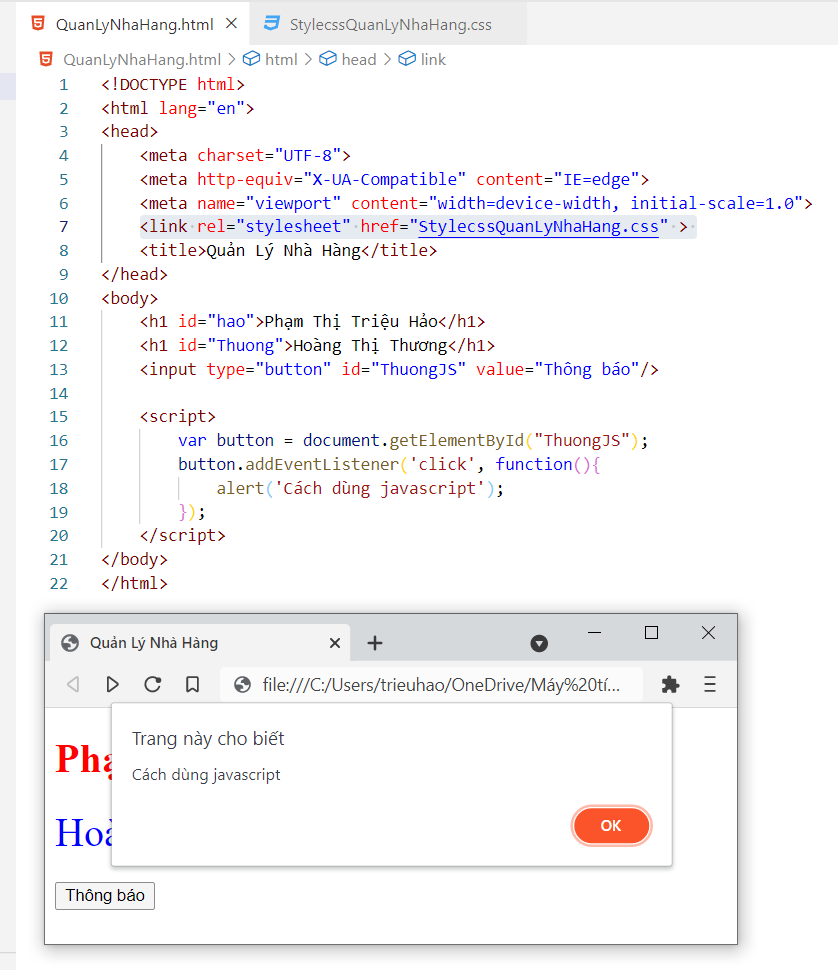 QuanLyNhaHang.html
StylecssQuanLyNhaHang.css
QuanLyNhaHang.html > html > head > link
1 <!DOCTYPE html>
2 <html lang="en">
3 <head>
4 <meta charset="UTF-8">
5 <meta http-equiv="X-UA-Compatible" content="IE=edge">
6 <meta name="viewport" content="width=device-width, initial-scale=1.0">
7 <link rel="stylesheet" href="StylecssQuanLyNhaHang.css" >
8 <title>Quản Lý Nhà Hàng</title>
9 </head>
10 <body>
11 <h1 id="hao">Phạm Thị Triệu Hảo</h1>
12 <h1 id="Thuong">Hoàng Thị Thương</h1>
13 <input type="button" id="ThuongJS" value="Thông báo"/>
14
15 <script>
16 var button = document.getElementById("ThuongJS");
17 button.addEventListener('click', function(){
18 alert('Cách dùng javascript');
19 });
20 </script>
21 </body>
22 </html>
Quản Lý Nhà Hàng
file:///C:/Users/trieuhao/OneDrive/Máy%20tí...
Trang này cho biết
Cách dùng javascript
OK
Phạ
Hoà
Thông báo